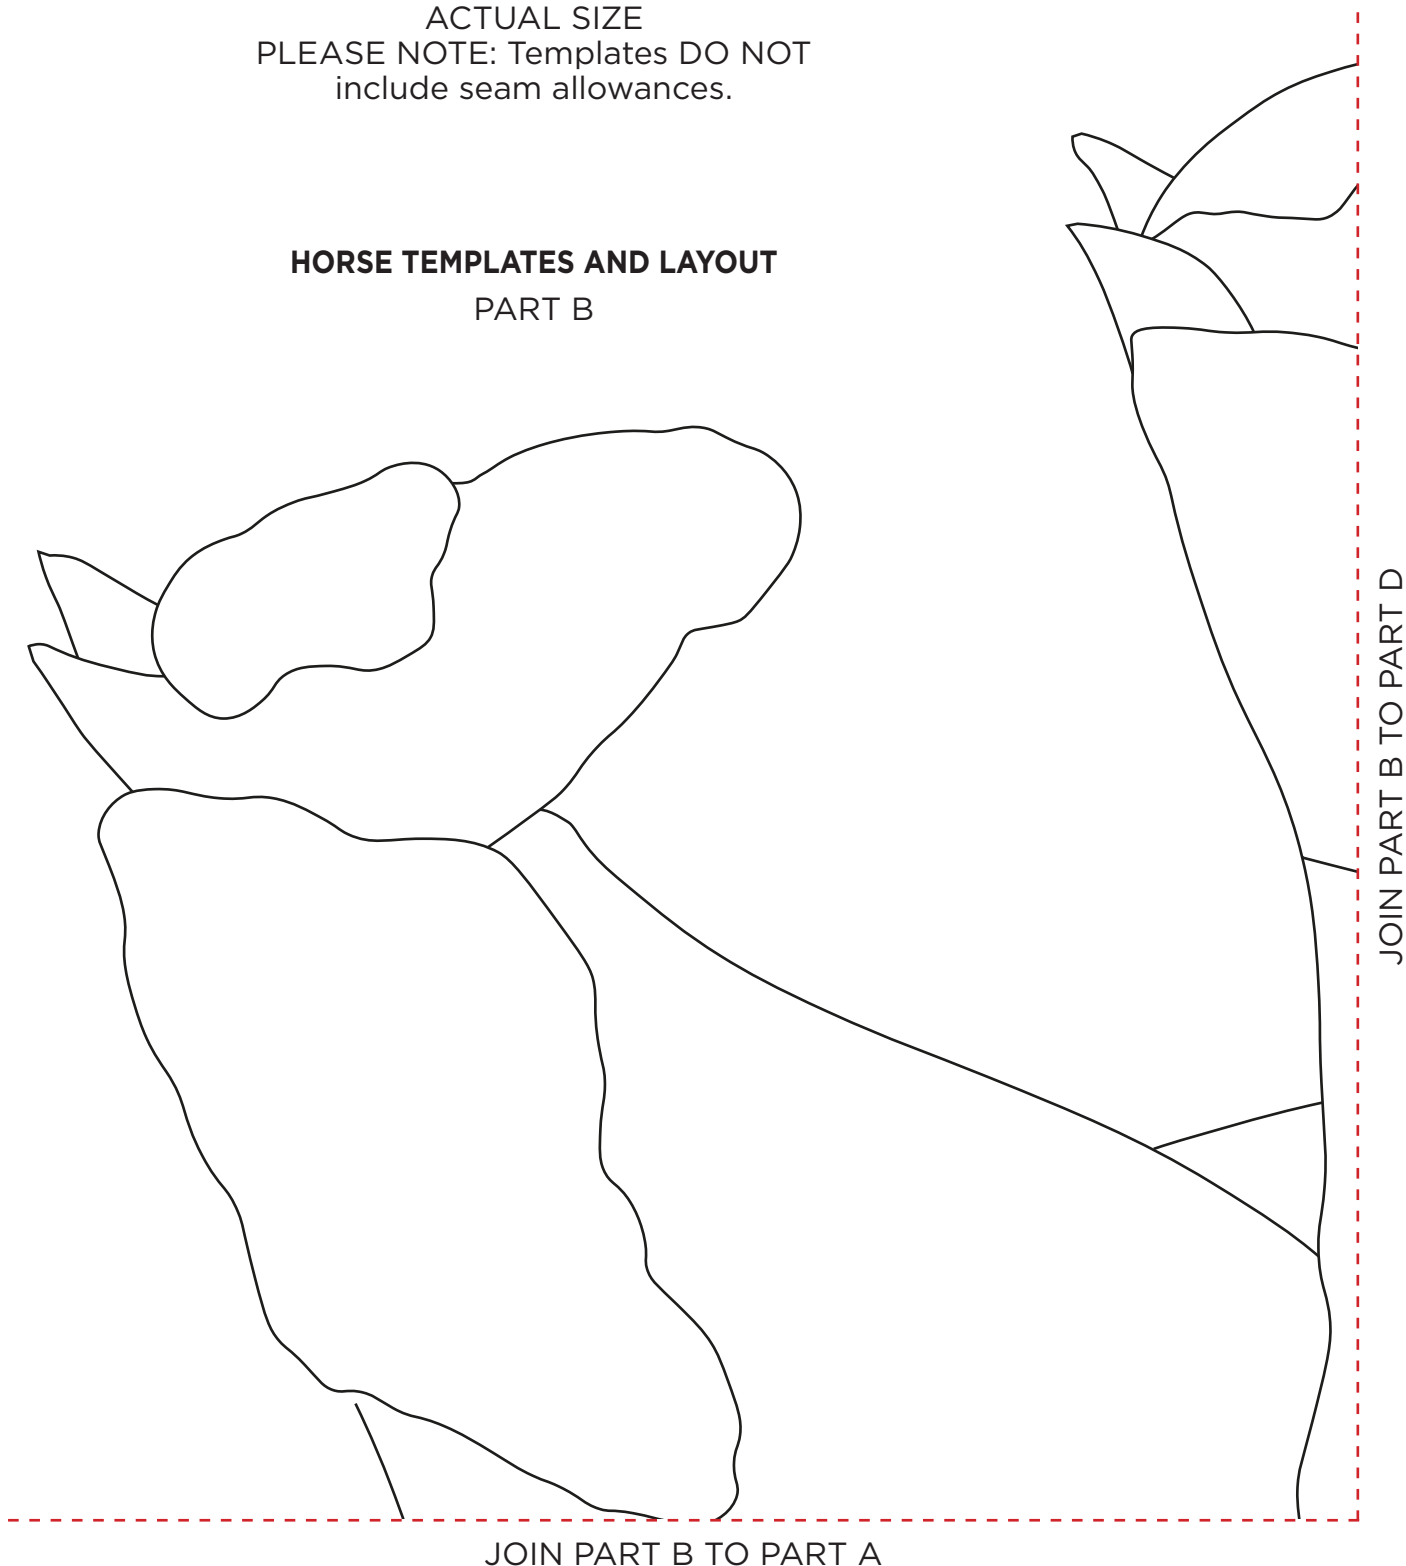 ACTUAL SIZE
PLEASE NOTE: Templates DO NOT
include seam allowances.
HORSE TEMPLATES AND LAYOUT
PART B
JOIN PART B TO PART D
JOIN PART B TO PART A